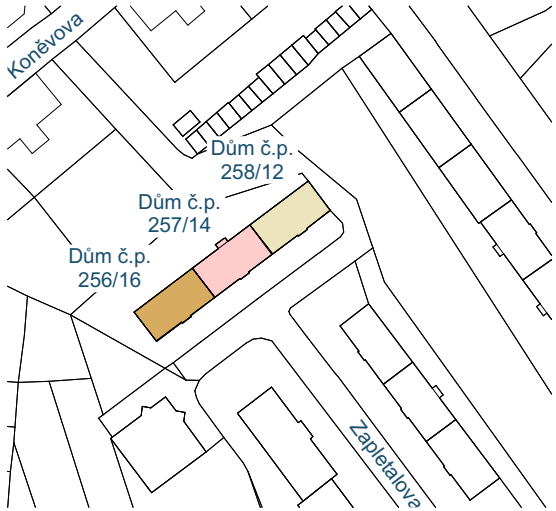 Koněvova
Dům č.p.
258/12
Dům č.p.
257/14
Dům č.p.
256/16
Zapletalova